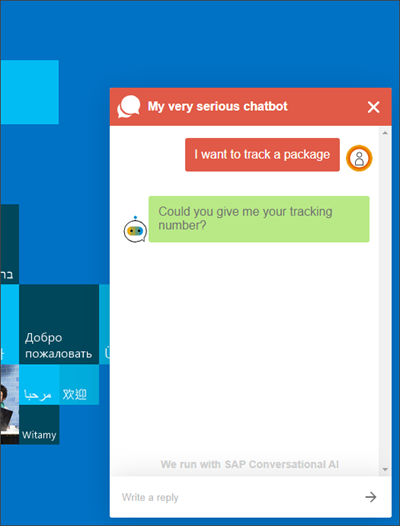 My very serious chatbot
I want to track a package
Could you give me your tracking
number?
Добро
пожаловать
مرحبا
欢迎
Witamy
We run with SAP Conversational AI
Write a reply